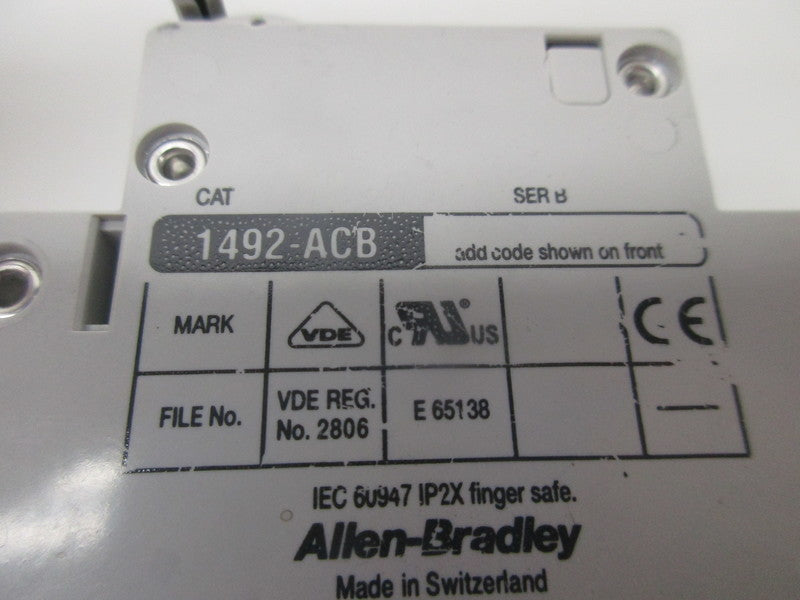 CAT SER B
1492-ACB add code shown on front
MARK VDE c UR® US CE
FILE No. VDE REG. No. 2806 E 65138 —
IEC 60947 IP2X finger safe.
Allen-Bradley
Made in Switzerland